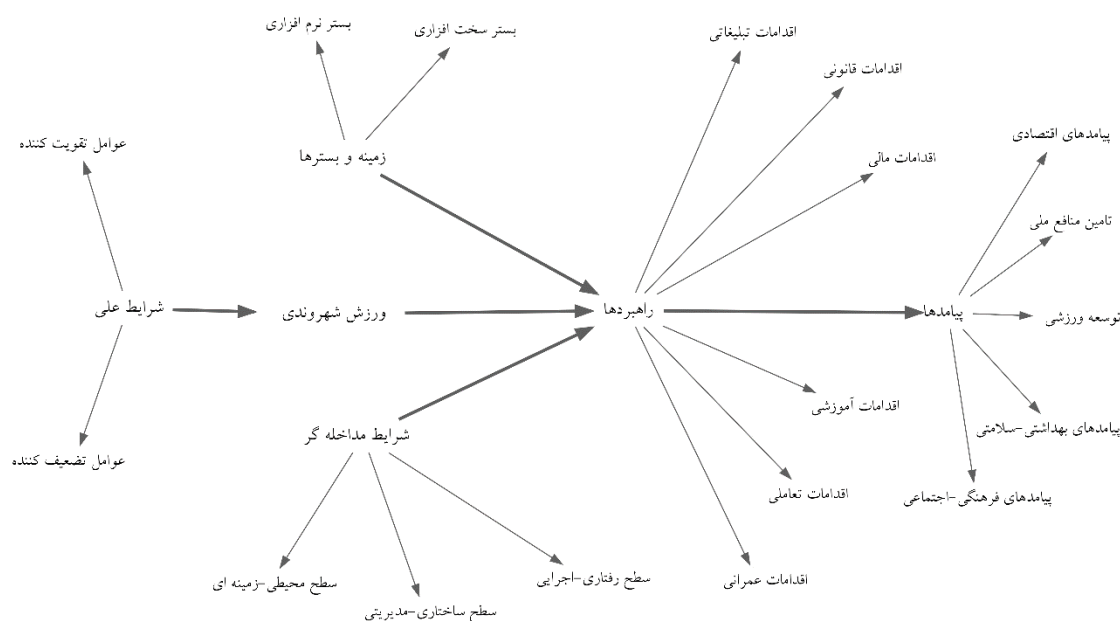 بستر نرم افزاری
بستر سخت افزاری
زمینه و بسترها
عوامل تقویت کننده
شرایط علی
عوامل تضعیف کننده
ورزش شهروندی
شرایط مداخله گر
سطح محیطی-زمینه ای
سطح ساختاری-مدیریتی
سطح رفتاری-اجرایی
راهبردها
اقدامات تبلیغاتی
اقدامات قانونی
اقدامات مالی
اقدامات آموزشی
اقدامات تعاملی
اقدامات عمرانی
پیامدها
پیامدهای اقتصادی
تامین منافع ملی
توسعه ورزشی
پیامدهای بهداشتی-سلامتی
پیامدهای فرهنگی-اجتماعی